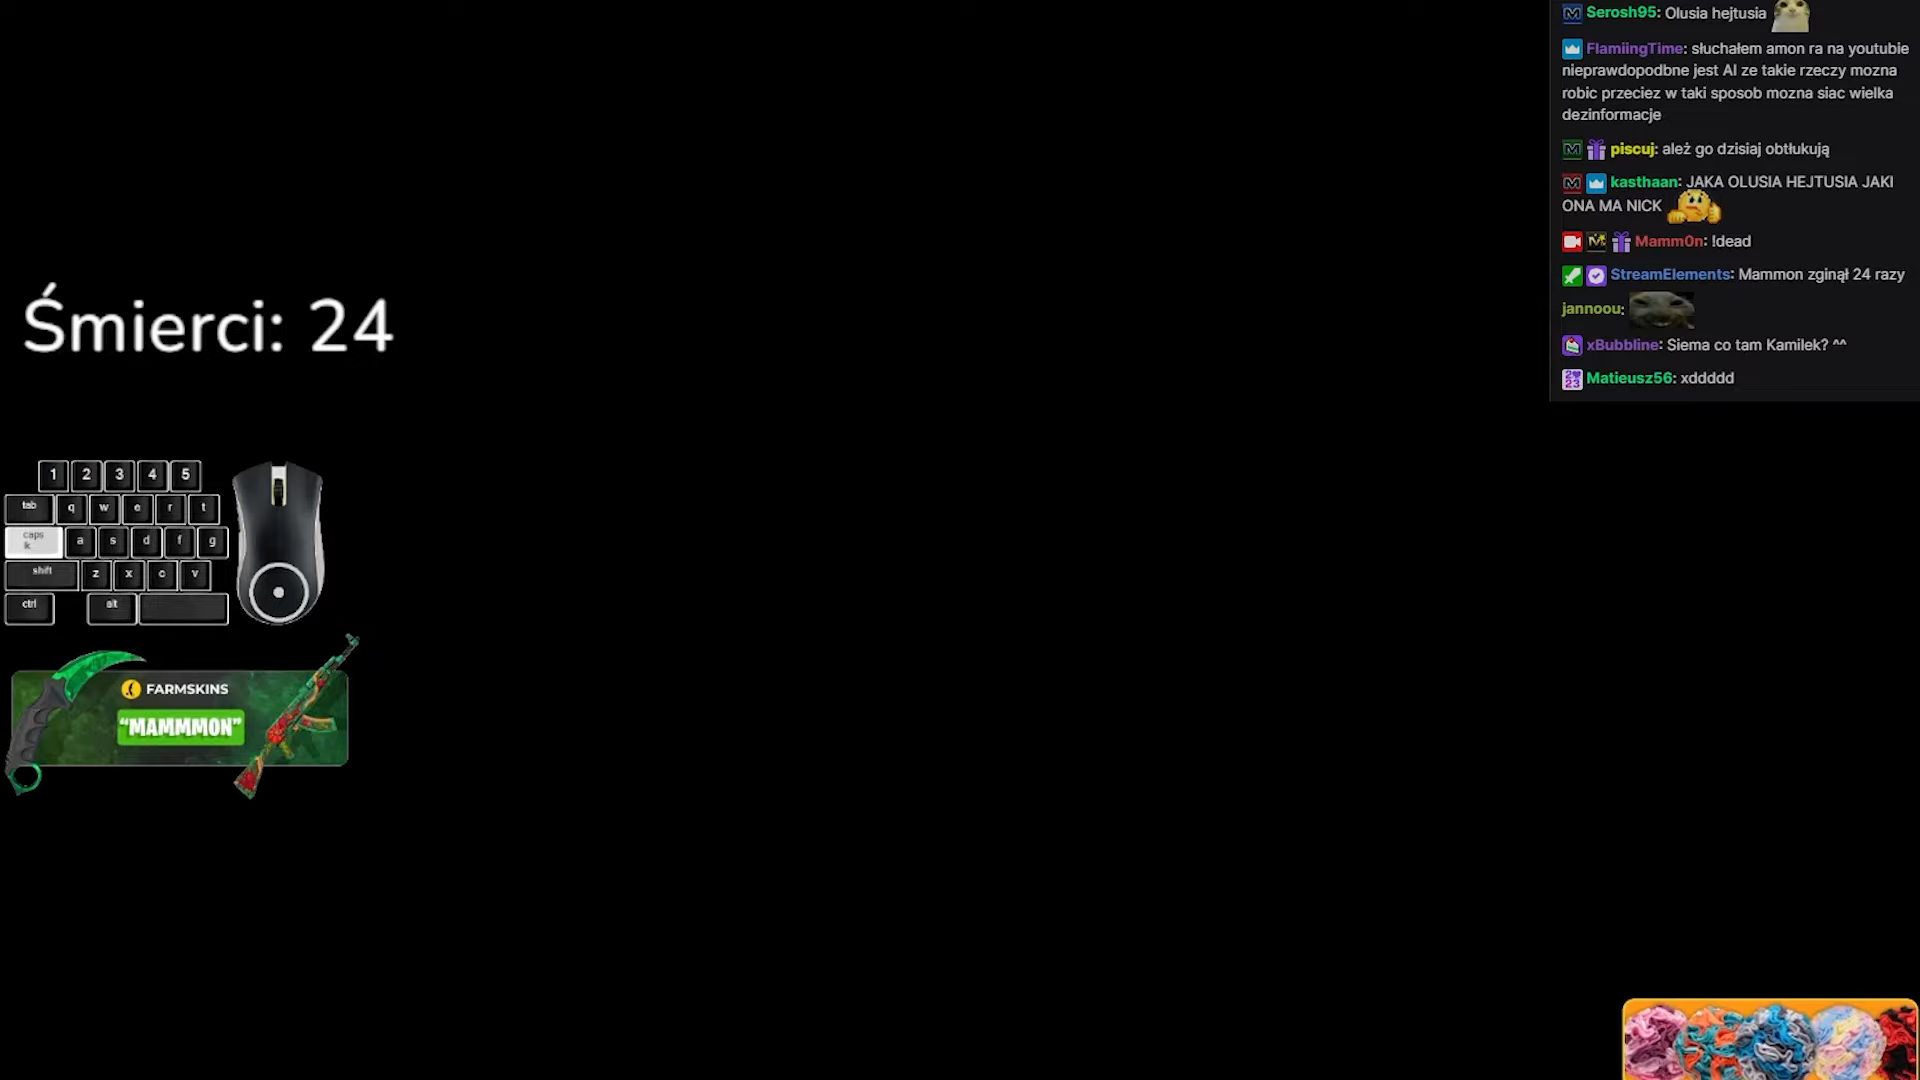 Serosh95: Olusia hejtusia
FlamiingTime: słuchałem amon ra na youtubie
nieprawdopodbne jest AI ze takie rzeczy mozna
robic przeciez w taki sposob mozna siac wielka
dezinformacje
piscuj: ależ go dzisiaj obtłukują
kasthaan: JAKA OLUSIA HEJTUSIA JAKI
ONA MA NICK
Mamm0n: !dead
StreamElements: Mammon zginął 24 razy
jannoou:
xBubbline: Siema co tam Kamilek? ^^
Matieusz56: xddddd
Śmierci: 24
1 2 3 4 5
tab q w e r t
caps
lk
a s d f g
shift z x c v
ctrl alt
FARMSKINS
“MAMMMON”